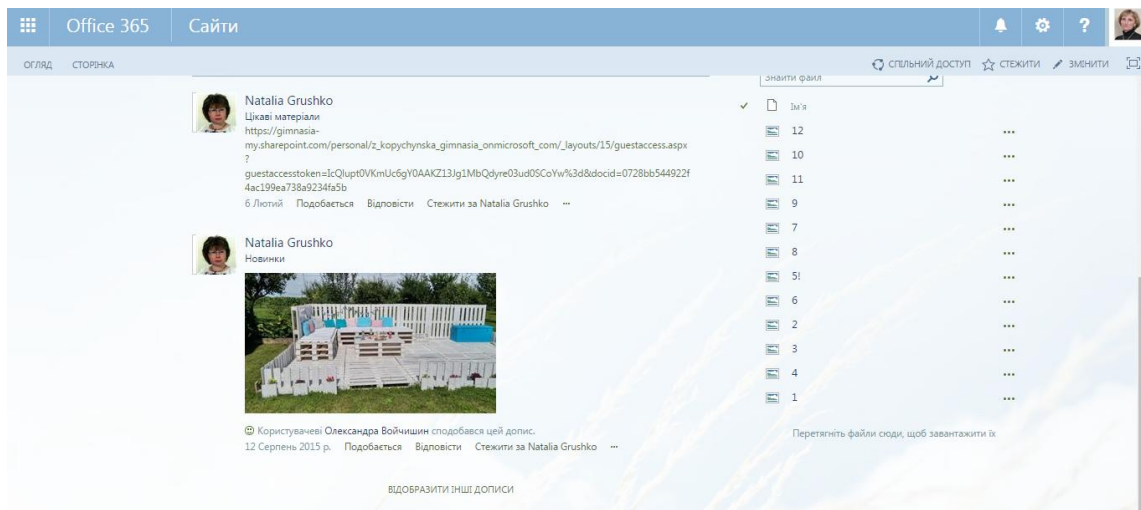 Office 365 Сайти ?
ОГЛЯД СТОРІНКА СПІЛЬНИЙ ДОСТУП СТЕЖИТИ ЗМІНИТИ
Знайти файл
Natalia Grushko
Цікаві матеріали
https://gimnasia-
my.sharepoint.com/personal/z_kopychynska_gimnasia_onmicrosoft_com/_layouts/15/guestaccess.aspx
?
guestaccesstoken=IcQlupt0VKmUc6gY0AAKZ13Jg1MbQdyre03ud0SCoYw%3d&docid=0728bb544922f
4ac199ea738a9234fa5b
6 Лютий Подобається Відповісти Стежити за Natalia Grushko ...
Natalia Grushko
Новинки
Користувачеві Олександра Войчишин сподобався цей допис.
12 Серпень 2015 р. Подобається Відповісти Стежити за Natalia Grushko ...
ВІДОБРАЗИТИ ІНШІ ДОПИСИ
Ім'я
12 ...
10 ...
11 ...
9 ...
7 ...
8 ...
5! ...
6 ...
2 ...
3 ...
4 ...
1 ...
Перетягніть файли сюди, щоб завантажити їх